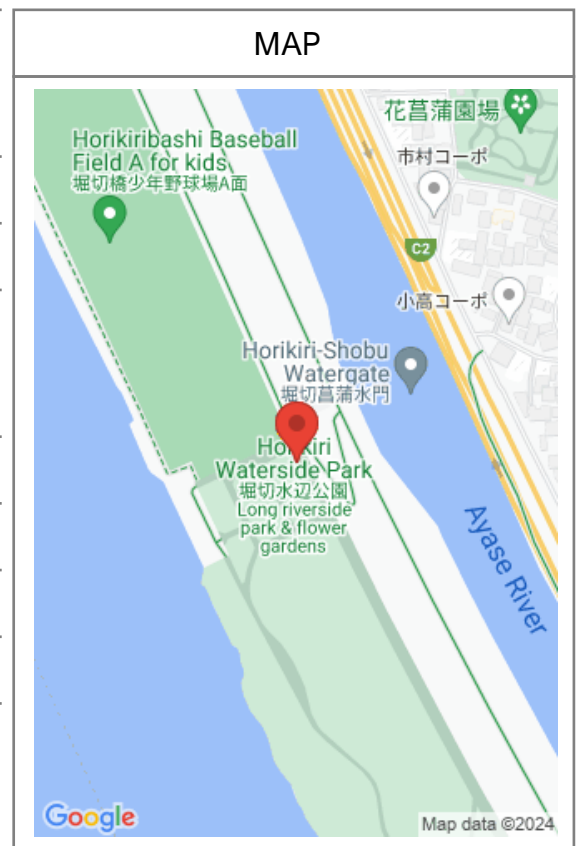 MAP
花菖蒲園場
Horikiribashi Baseball
Field A for kids
堀切橋少年野球場A面
市村コーポ
C2
小高コーポ
Horikiri-Shobu
Watergate
堀切菖蒲水門
Horikiri
Waterside Park
堀切水辺公園
Long riverside
park & flower
gardens
Ayase River
Google
Map data ©2024